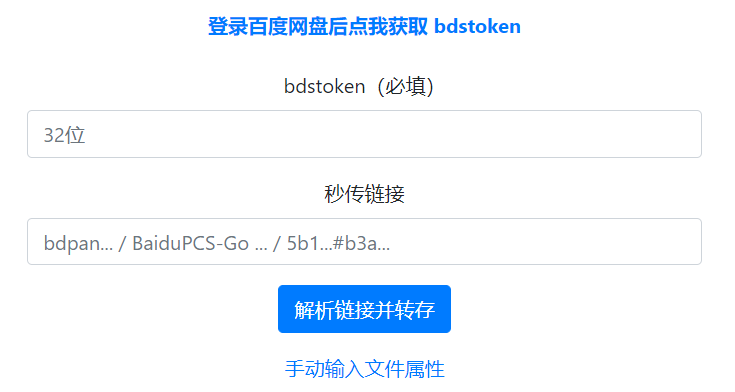 登录百度网盘后点我获取 bdstoken
bdstoken（必填）
32位
秒传链接
bdpan... / BaiduPCS-Go ... / 5b1...#b3a...
解析链接并转存
手动输入文件属性